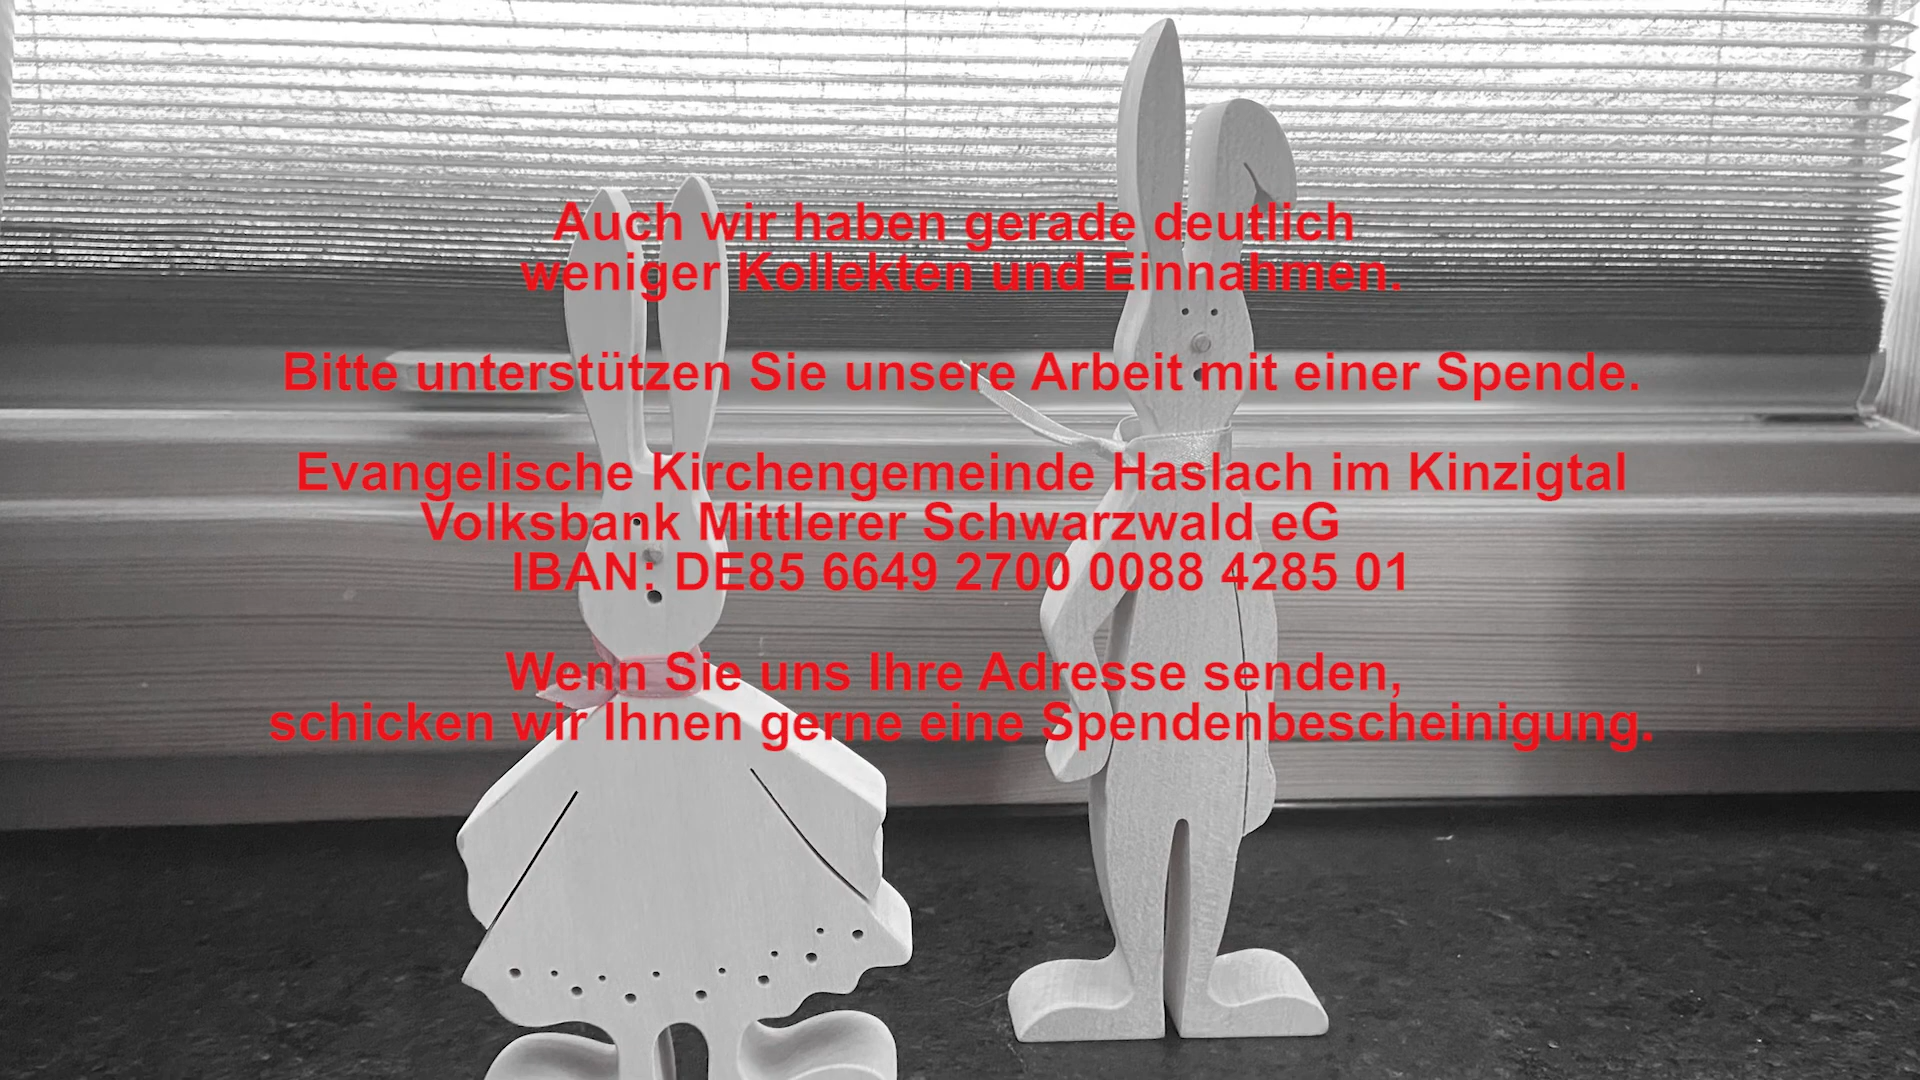 Auch wir haben gerade deutlich
weniger Kollekten und Einnahmen.
Bitte unterstützen Sie unsere Arbeit mit einer Spende.
Evangelische Kirchengemeinde Haslach im Kinzigtal
Volksbank Mittlerer Schwarzwald eG
IBAN: DE85 6649 2700 0088 4285 01
Wenn Sie uns Ihre Adresse senden,
schicken wir Ihnen gerne eine Spendenbescheinigung.